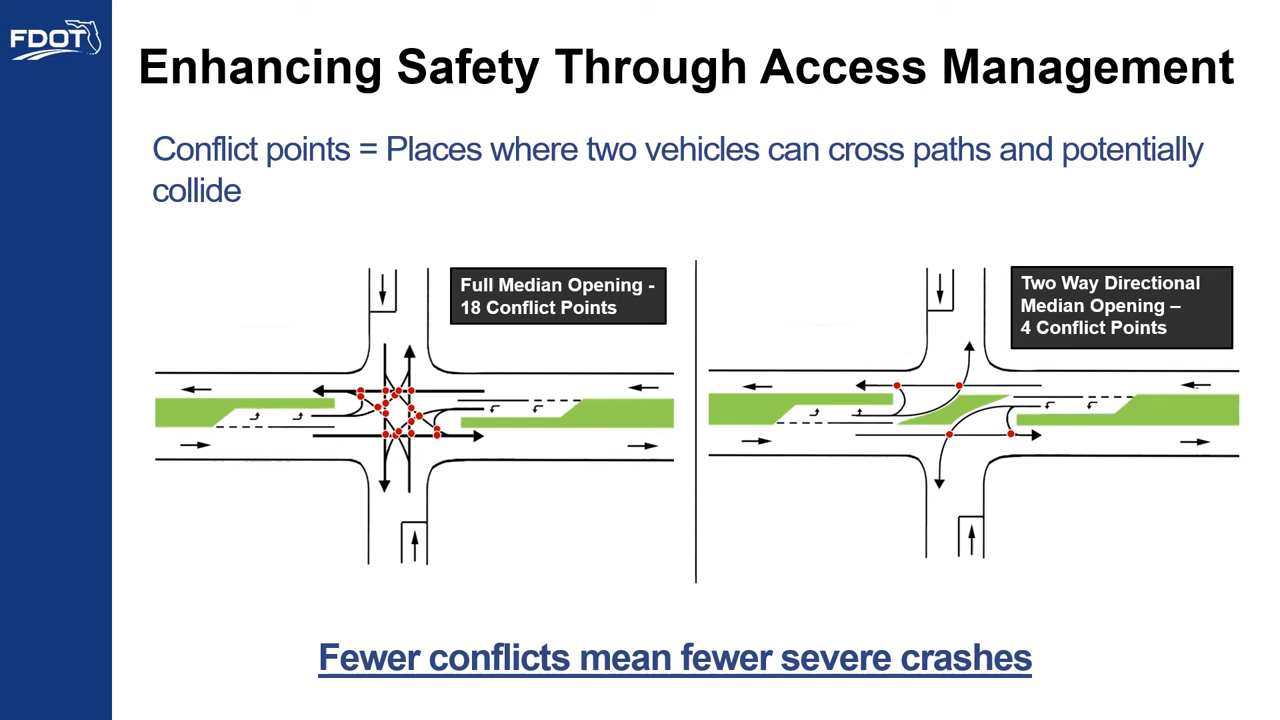 FDOT
Enhancing Safety Through Access Management
Conflict points = Places where two vehicles can cross paths and potentially
collide
Full Median Opening -
18 Conflict Points
Two Way Directional
Median Opening –
4 Conflict Points
Fewer conflicts mean fewer severe crashes